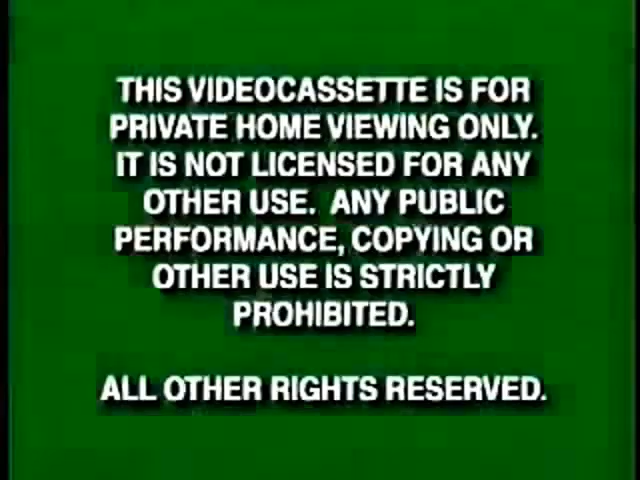 THIS VIDEOCASSETTE IS FOR
PRIVATE HOME VIEWING ONLY.
IT IS NOT LICENSED FOR ANY
OTHER USE.  ANY PUBLIC
PERFORMANCE, COPYING OR
OTHER USE IS STRICTLY
PROHIBITED.
ALL OTHER RIGHTS RESERVED.